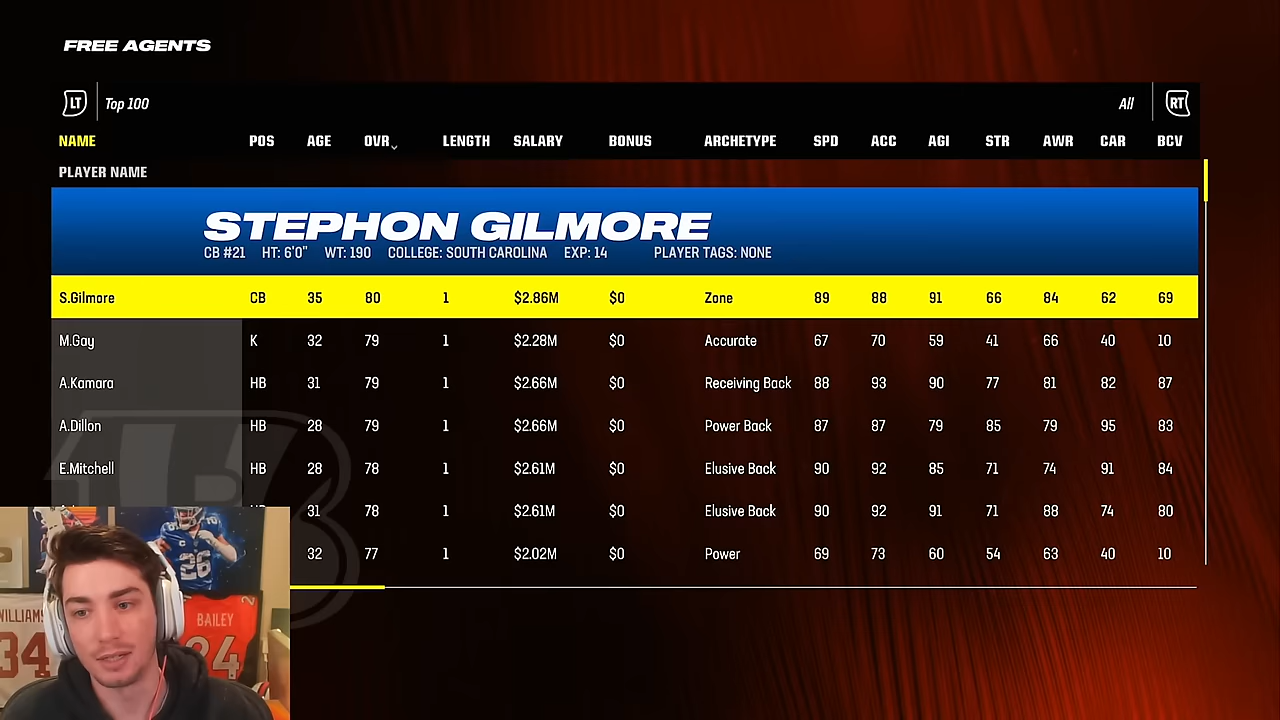 FREE AGENTS
LT Top 100 All RT
NAME POS AGE OVR LENGTH SALARY BONUS ARCHETYPE SPD ACC AGI STR AWR CAR BCV
PLAYER NAME
STEPHON GILMORE
CB #21 HT: 6'0" WT: 190 COLLEGE: SOUTH CAROLINA EXP: 14 PLAYER TAGS: NONE
S.Gilmore CB 35 80 1 $2.86M $0 Zone 89 88 91 66 84 62 69
M.Gay K 32 79 1 $2.28M $0 Accurate 67 70 59 41 66 40 10
A.Kamara HB 31 79 1 $2.66M $0 Receiving Back 88 93 90 77 81 82 87
A.Dillon HB 28 79 1 $2.66M $0 Power Back 87 87 79 85 79 95 83
E.Mitchell HB 28 78 1 $2.61M $0 Elusive Back 90 92 85 71 74 91 84
31 78 1 $2.61M $0 Elusive Back 90 92 91 71 88 74 80
32 77 1 $2.02M $0 Power 69 73 60 54 63 40 10
26
WILLIAMS
34
BAILEY
24